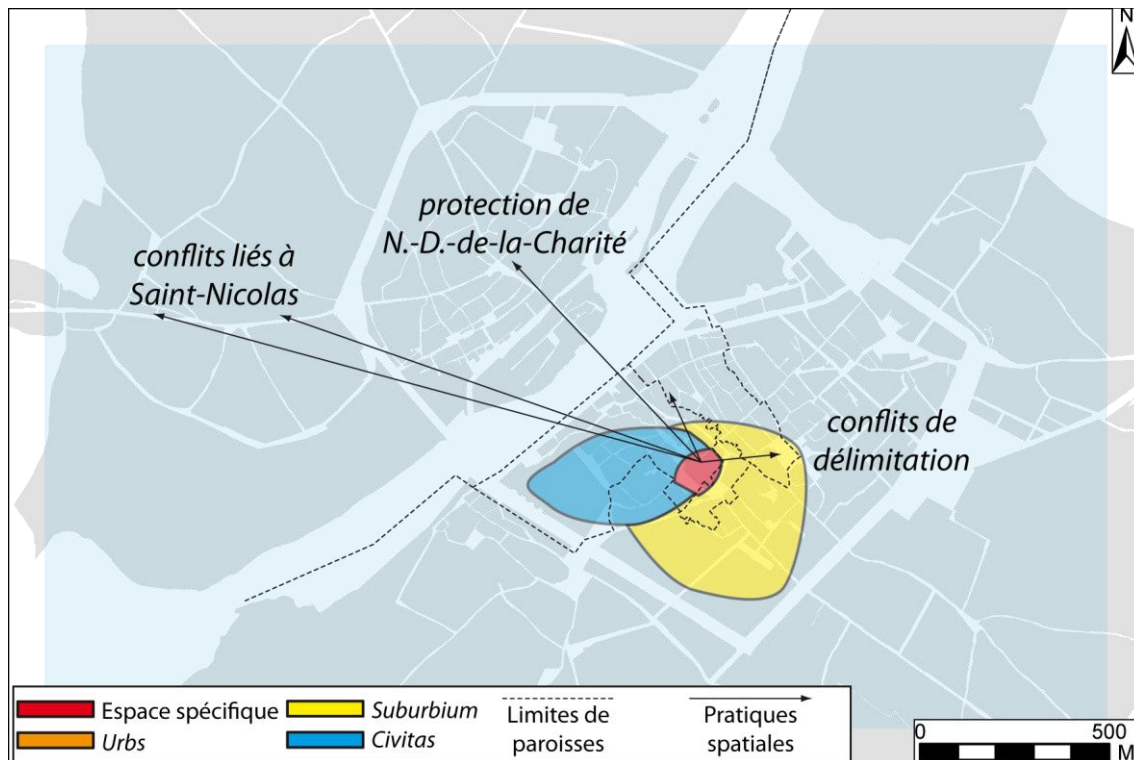 N
protection de
N.-D.-de-la-Charité
conflits liés à
Saint-Nicolas
conflits de
délimitation
Espace spécifique
Suburbium
Limites de
paroisses
Pratiques
spatiales
Urbs
Civitas
0
500
M